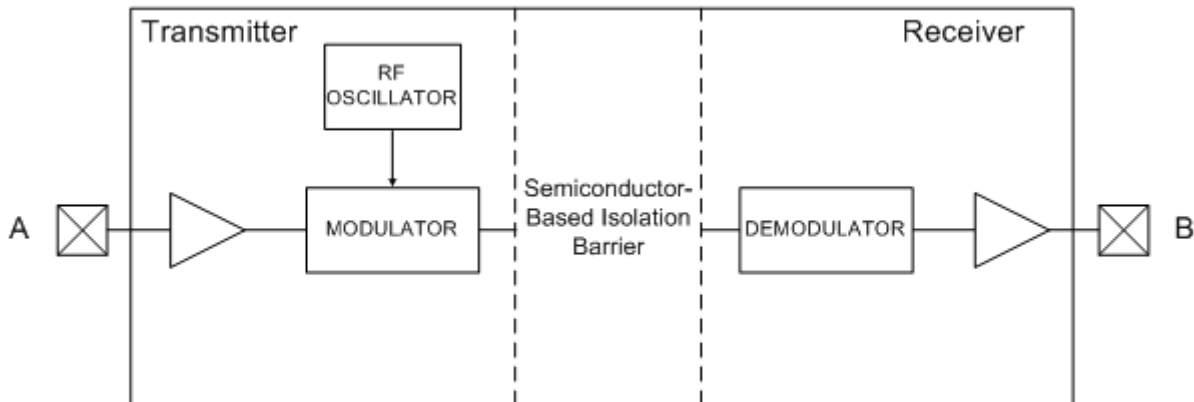 Transmitter
Receiver
RF
OSCILLATOR
A
MODULATOR
Semiconductor-
Based Isolation
Barrier
DEMODULATOR
B